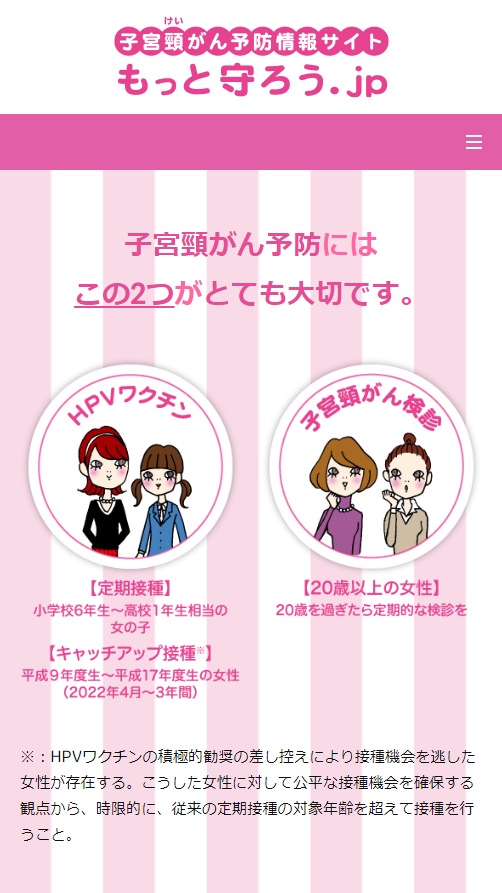 けい
子宮頸がん予防情報サイト
もっと守ろう.jp
子宮頸がん予防には
この2つがとても大切です。
HPVワクチン
子宮頸がん検診
【定期接種】
小学校6年生～高校1年生相当の
女の子
【キャッチアップ接種※】
平成９年度生～平成17年度生の女性
（2022年4月～3年間）
【20歳以上の女性】
20歳を過ぎたら定期的な検診を
※：HPVワクチンの積極的勧奨の差し控えにより接種機会を逃した
女性が存在する。こうした女性に対して公平な接種機会を確保する
観点から、時限的に、従来の定期接種の対象年齢を超えて接種を行
うこと。